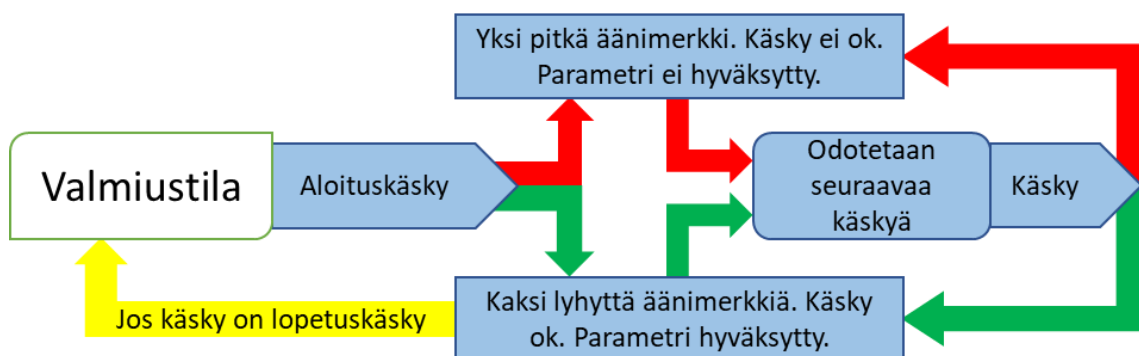 Yksi pitkä äänimerkki. Käsky ei ok.
Parametri ei hyväksytty.
Valmiustila
Aloituskäsky
Odotetaan
seuraavaa
käskyä
Käsky
Jos käsky on lopetuskäsky
Kaksi lyhyttä äänimerkkiä. Käsky
ok. Parametri hyväksytty.